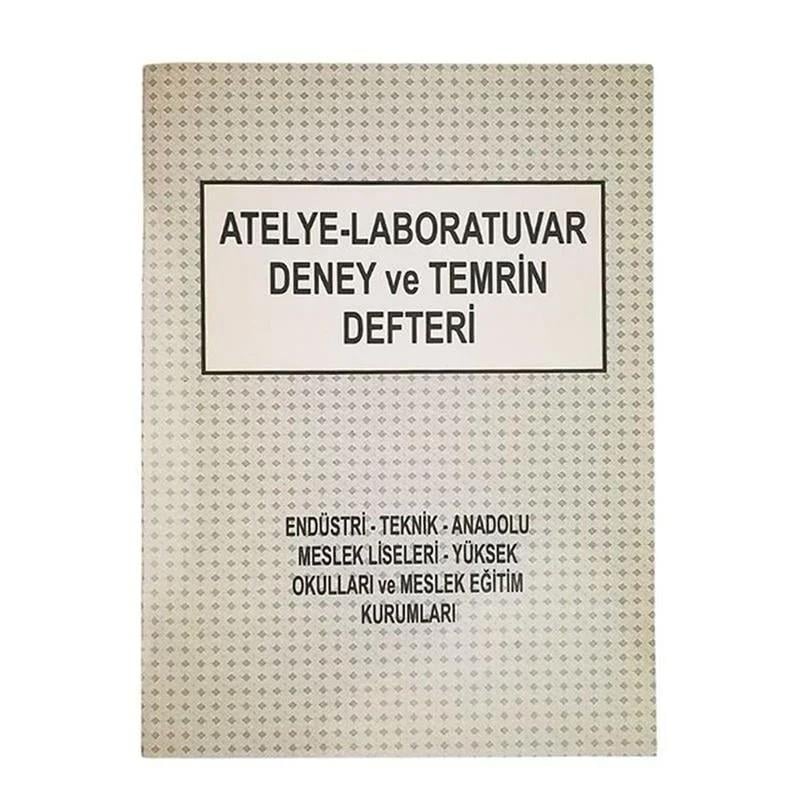 ATELYE-LABORATUVAR
DENEY ve TEMRİN
DEFTERİ
ENDÜSTRİ - TEKNİK - ANADOLU
MESLEK LİSELERİ - YÜKSEK
OKULLARI ve MESLEK EĞİTİM
KURUMLARI